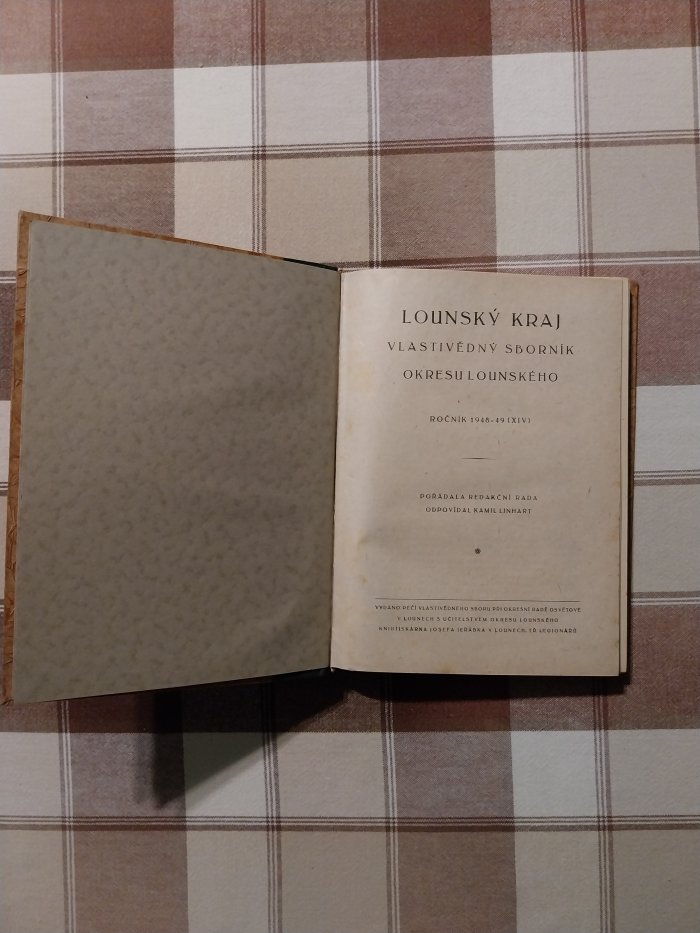 LOUNSKÝ KRAJ
VLASTIVĚDNÝ SBORNÍK
OKRESU LOUNSKÉHO
ROČNÍK 1948-49 (XIV)
POŘÁDALA REDAKČNÍ RADA
ODPOVÍDAL KAMIL LINHART
VYDÁNO PÉČÍ VLASTIVĚDNÉHO SBORU PŘI OKRESNÍ RADĚ OSVĚTOVÉ
V LOUNECH S UČITELSTVEM OKRESU LOUNSKÉHO
KNIHTISKÁRNA JOSEFA JEŘÁBKA V LOUNECH, TŘ. LEGIONÁŘŮ